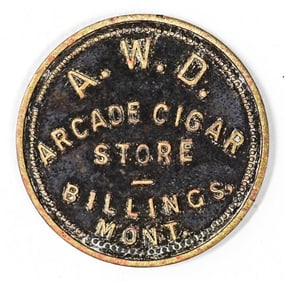 A. W. D.
ARCADE CIGAR
STORE
—
BILLINGS,
MONT.